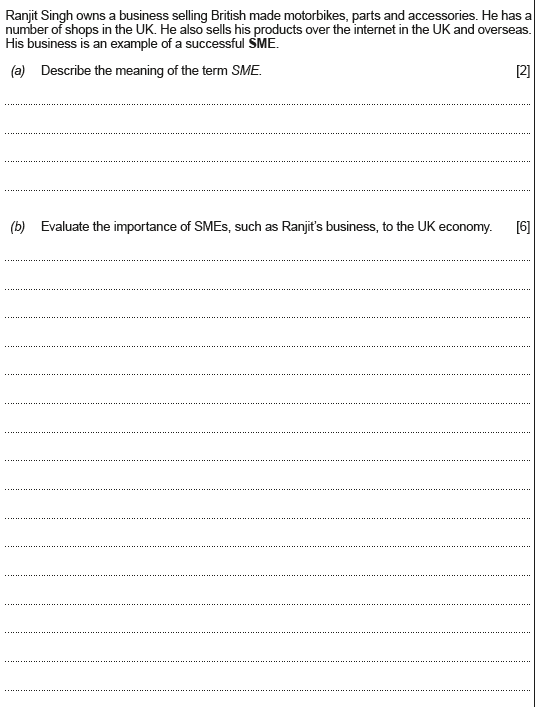 Ranjit Singh owns a business selling British made motorbikes, parts and accessories. He has a
number of shops in the UK. He also sells his products over the internet in the UK and overseas.
His business is an example of a successful SME.
(a) Describe the meaning of the term SME. [2]
(b) Evaluate the importance of SMEs, such as Ranjit's business, to the UK economy. [6]